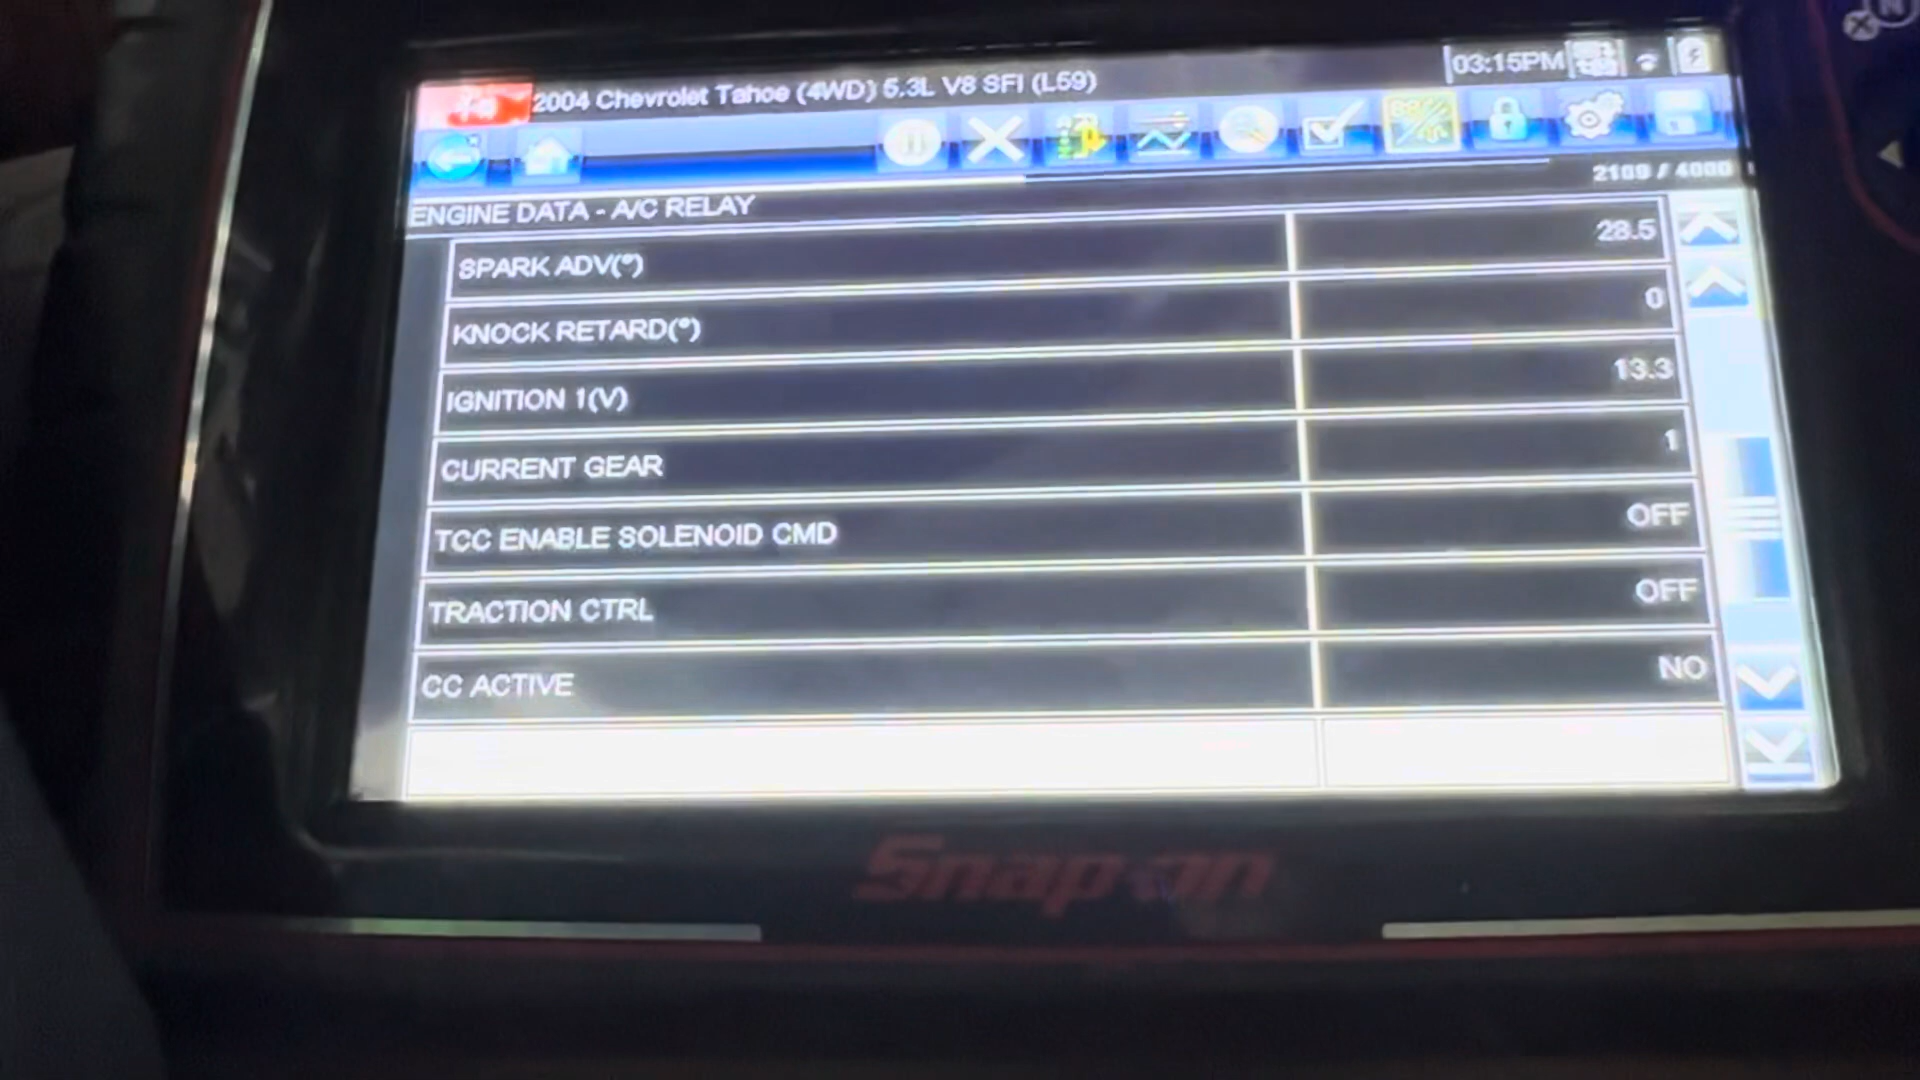 2004 Chevrolet Tahoe (4WD) 5.3L V8 SFI (L59)
03:15PM
2109 / 4000
ENGINE DATA - A/C RELAY
SPARK ADV(°) 28.5
KNOCK RETARD(°) 0
IGNITION 1(V) 13.3
CURRENT GEAR 1
TCC ENABLE SOLENOID CMD OFF
TRACTION CTRL OFF
CC ACTIVE NO
Snap-on